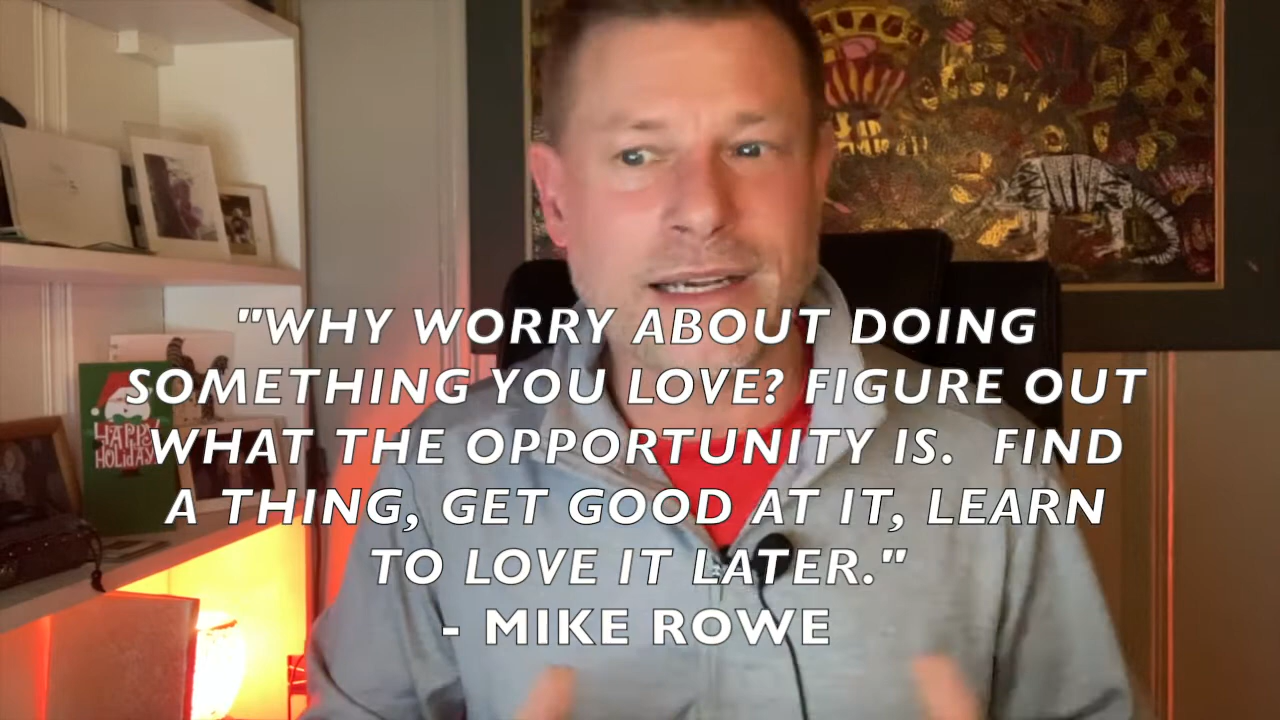 "WHY WORRY ABOUT DOING
SOMETHING YOU LOVE? FIGURE OUT
WHAT THE OPPORTUNITY IS. FIND
A THING, GET GOOD AT IT, LEARN
TO LOVE IT LATER."
- MIKE ROWE
HAPPY
HOLIDAY